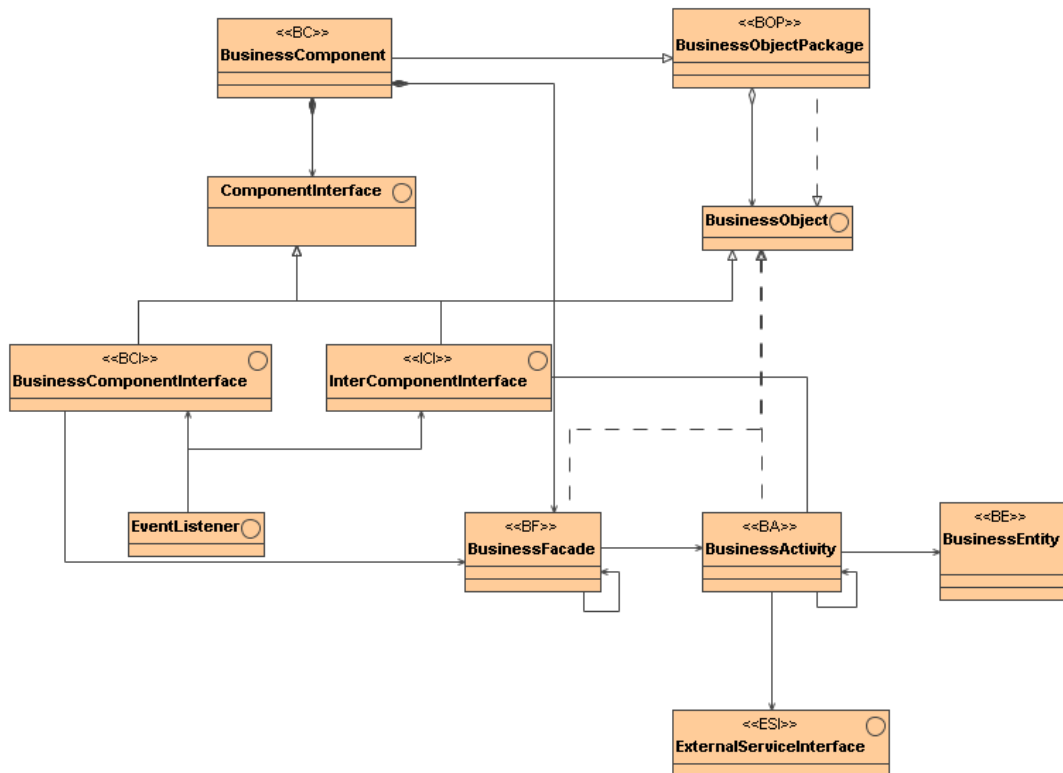 <<BC>>
BusinessComponent
<<BOP>>
BusinessObjectPackage
ComponentInterface
BusinessObject
<<BCI>>
BusinessComponentInterface
<<ICI>>
InterComponentInterface
EventListener
<<BF>>
BusinessFacade
<<BA>>
BusinessActivity
<<BE>>
BusinessEntity
<<ESI>>
ExternalServiceInterface